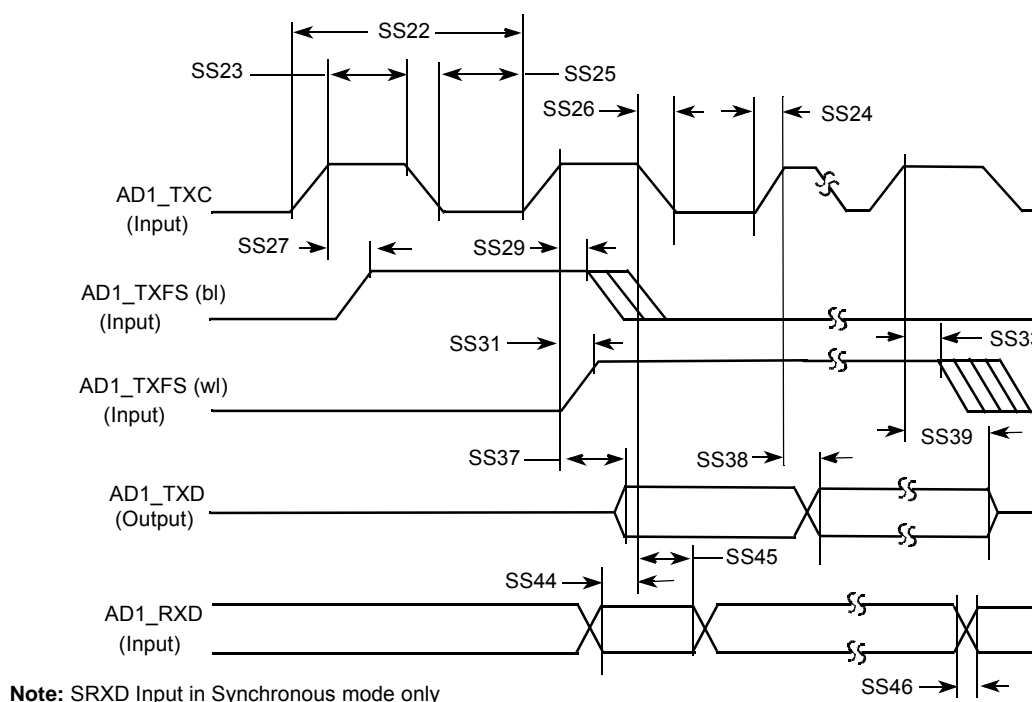 SS22
SS23
SS25
SS26
SS24
AD1_TXC
(Input)
SS27
SS29
AD1_TXFS (bl)
(Input)
SS31
SS33
AD1_TXFS (wl)
(Input)
SS39
SS37
SS38
AD1_TXD
(Output)
SS45
SS44
AD1_RXD
(Input)
SS46
Note: SRXD Input in Synchronous mode only